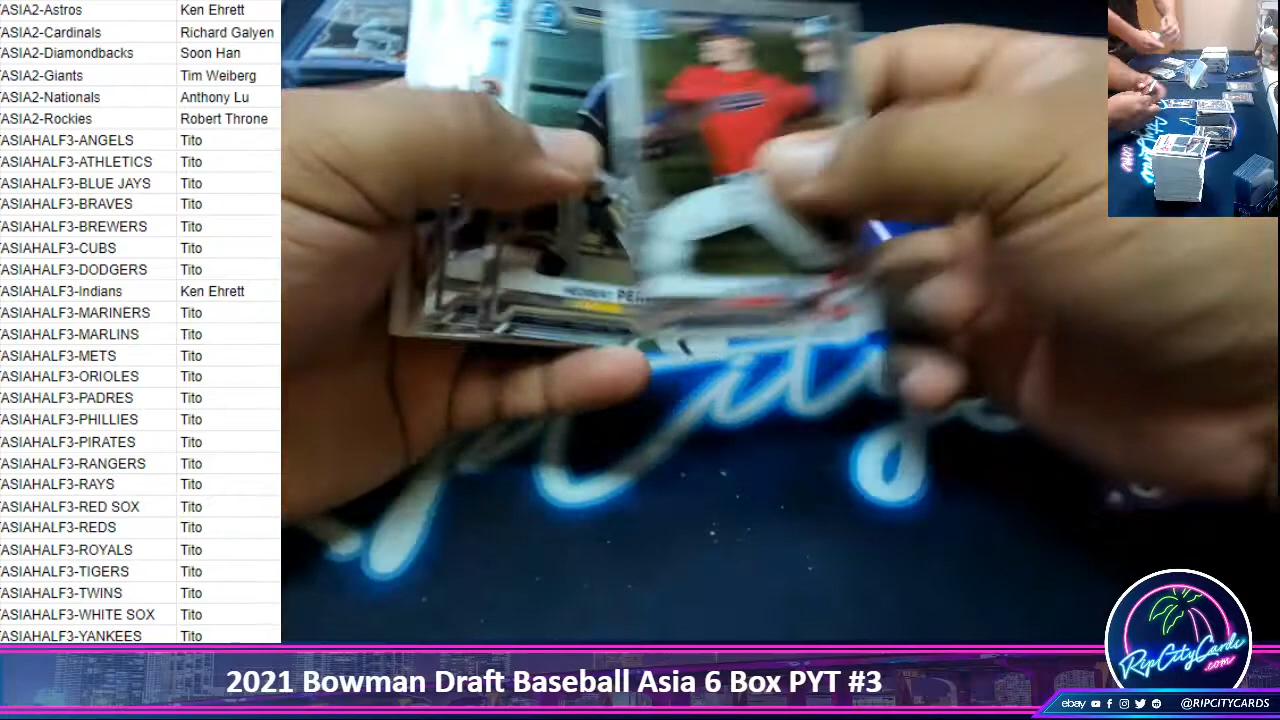 ASIA2-Astros Ken Ehrett
ASIA2-Cardinals Richard Galyen
ASIA2-Diamondbacks Soon Han
ASIA2-Giants Tim Weiberg
ASIA2-Nationals Anthony Lu
ASIA2-Rockies Robert Throne
ASIAHALF3-ANGELS Tito
ASIAHALF3-ATHLETICS Tito
ASIAHALF3-BLUE JAYS Tito
ASIAHALF3-BRAVES Tito
ASIAHALF3-BREWERS Tito
ASIAHALF3-CUBS Tito
ASIAHALF3-DODGERS Tito
ASIAHALF3-Indians Ken Ehrett
ASIAHALF3-MARINERS Tito
ASIAHALF3-MARLINS Tito
ASIAHALF3-METS Tito
ASIAHALF3-ORIOLES Tito
ASIAHALF3-PADRES Tito
ASIAHALF3-PHILLIES Tito
ASIAHALF3-PIRATES Tito
ASIAHALF3-RANGERS Tito
ASIAHALF3-RAYS Tito
ASIAHALF3-RED SOX Tito
ASIAHALF3-REDS Tito
ASIAHALF3-ROYALS Tito
ASIAHALF3-TIGERS Tito
ASIAHALF3-TWINS Tito
ASIAHALF3-WHITE SOX Tito
ASIAHALF3-YANKEES Tito
2021 Bowman Draft Baseball Asia 6 Box PYT #3
RipCityCards
.com
ebay @RIPCITYCARDS